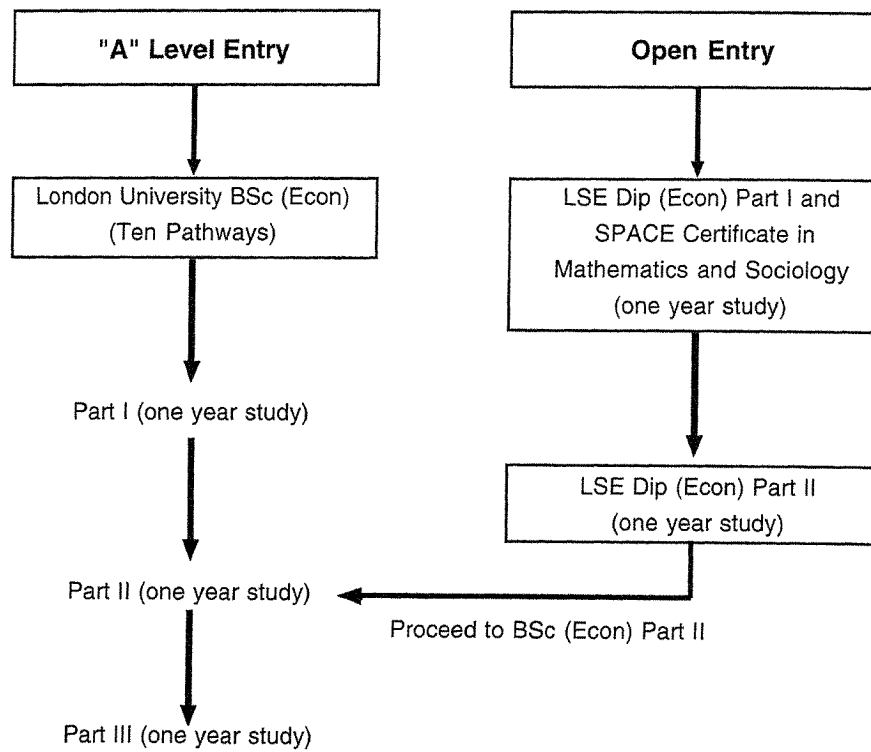 "A" Level Entry
London University BSc (Econ)
(Ten Pathways)
Part I (one year study)
Part II (one year study)
Part III (one year study)
Open Entry
LSE Dip (Econ) Part I and
SPACE Certificate in
Mathematics and Sociology
(one year study)
LSE Dip (Econ) Part II
(one year study)
Proceed to BSc (Econ) Part II